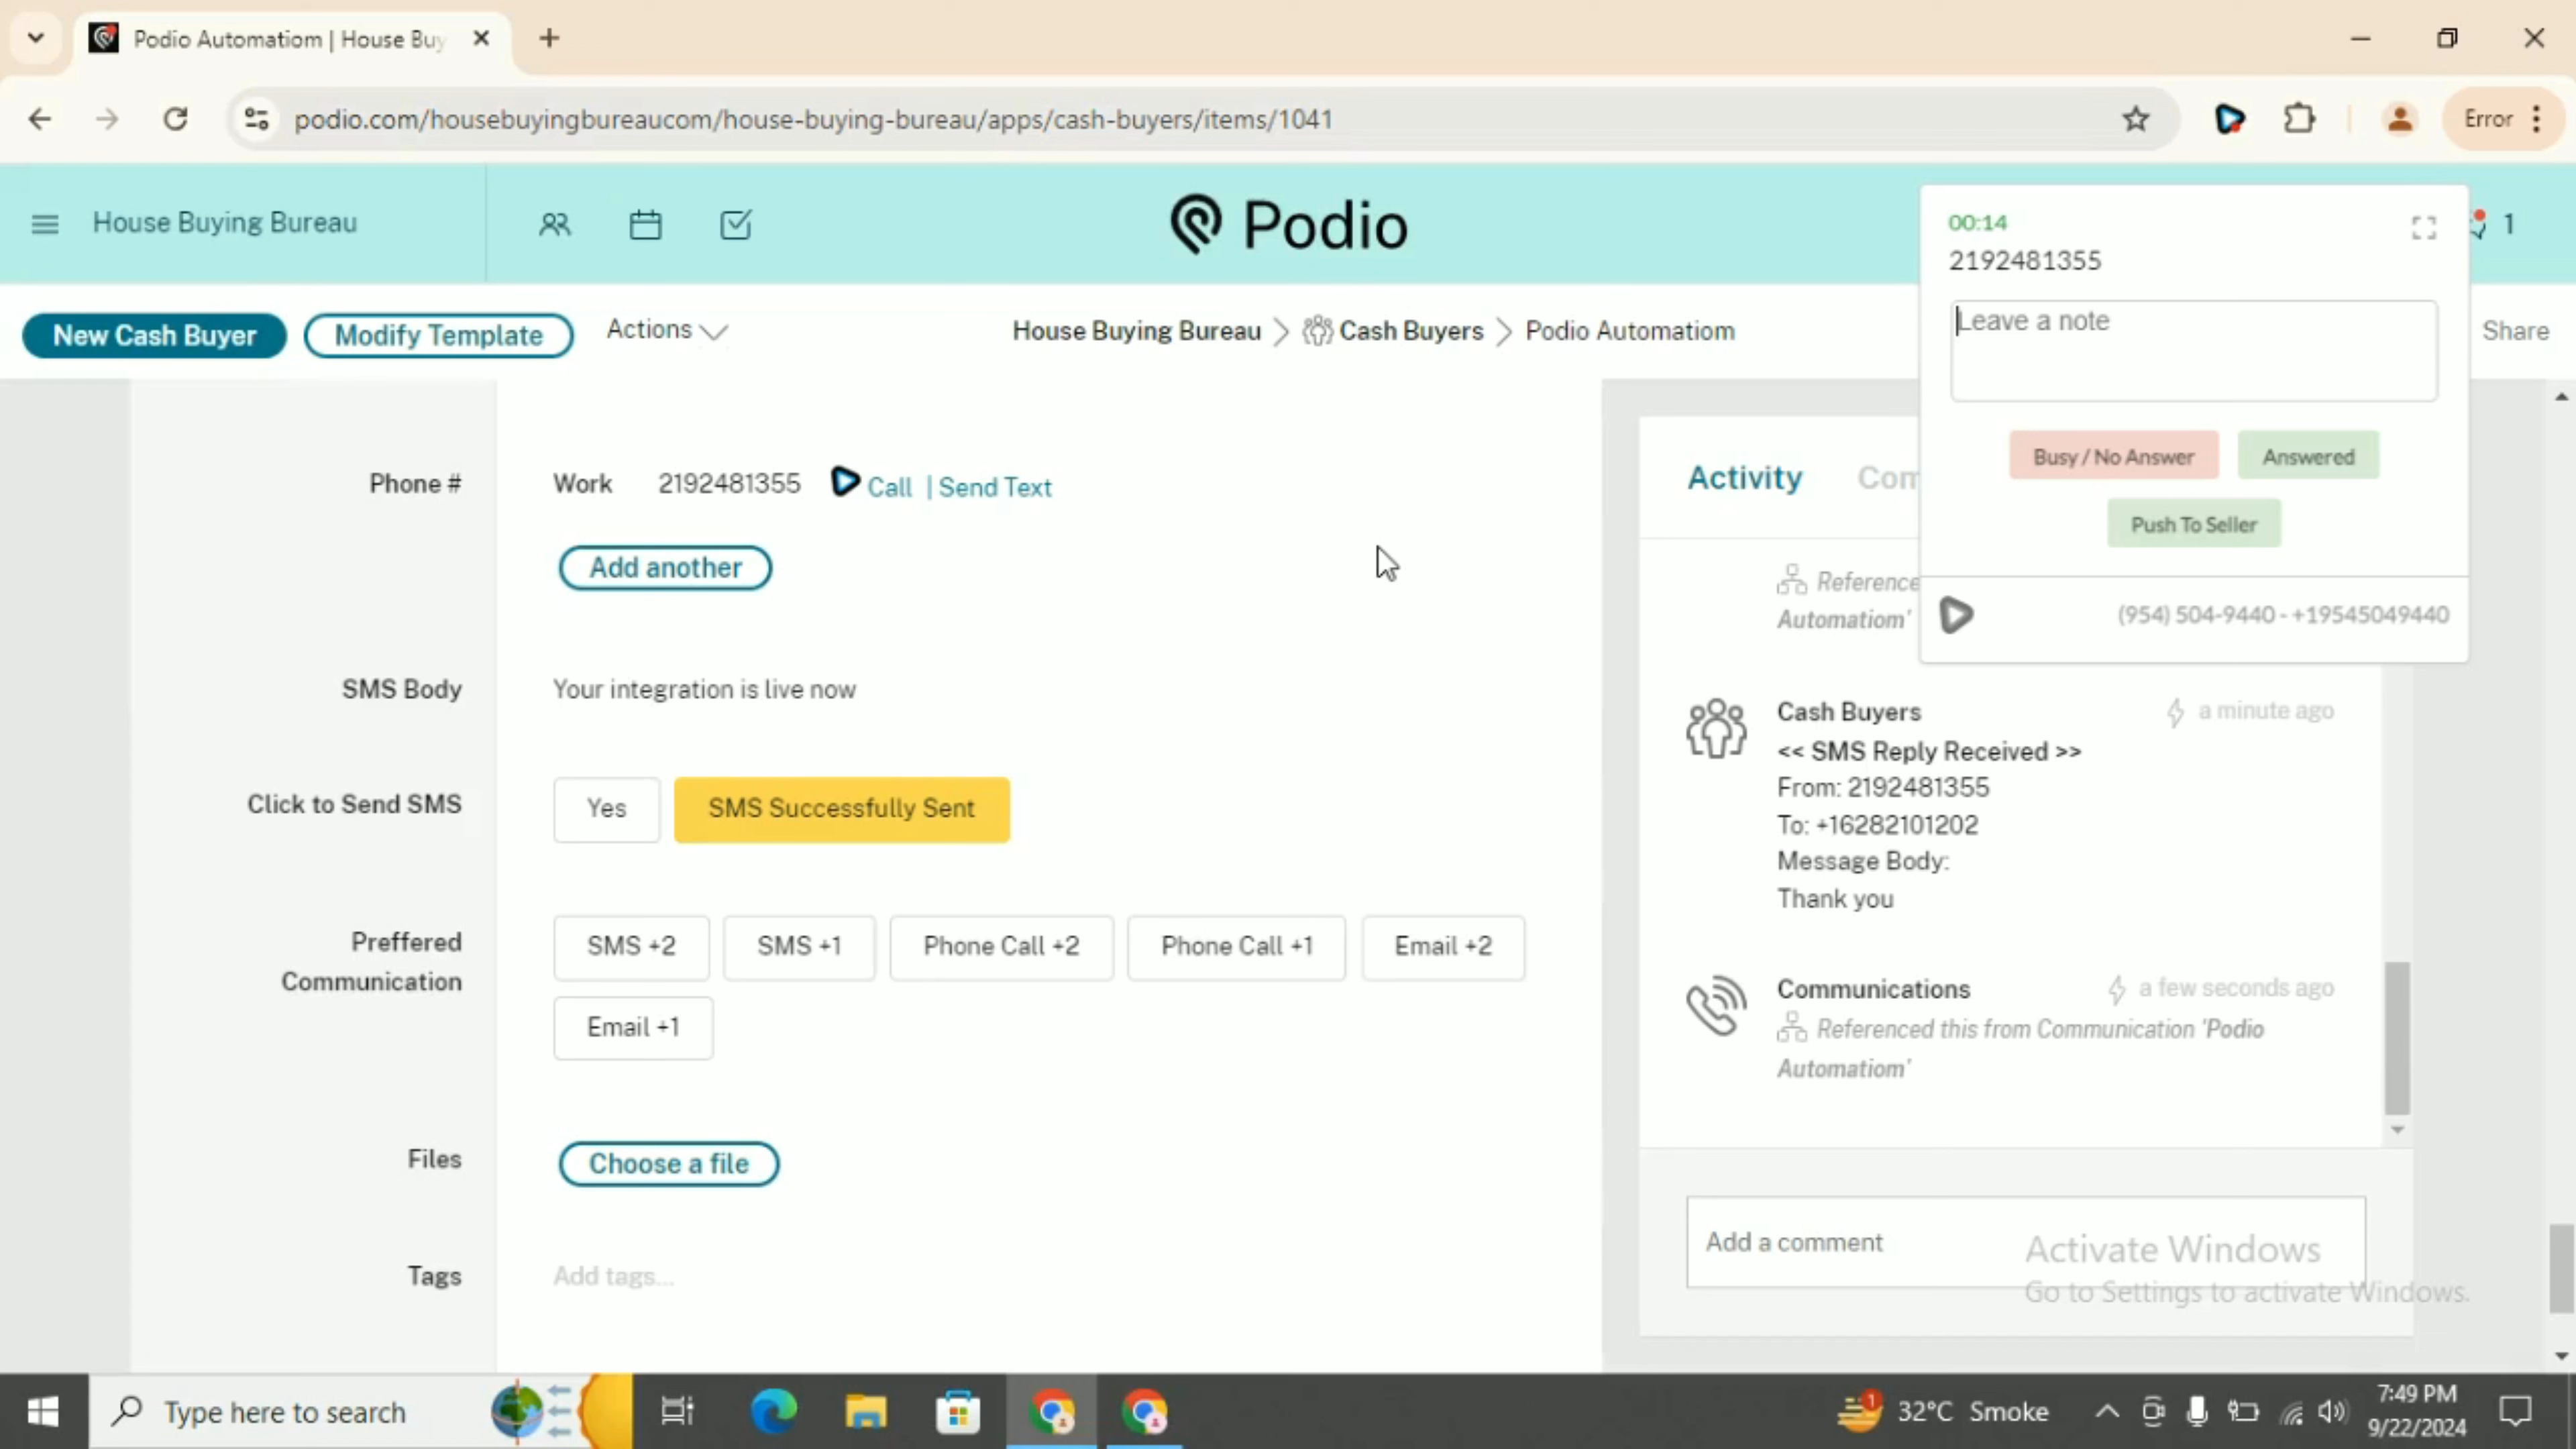 Podio Automatiom | House Buy
podio.com/housebuyingbureaucom/house-buying-bureau/apps/cash-buyers/items/1041
Error
House Buying Bureau
Podio
1
New Cash Buyer
Modify Template
Actions
House Buying Bureau
Cash Buyers
Podio Automatiom
Share
00:14
2192481355
Leave a note
Busy / No Answer
Answered
Push To Seller
(954) 504-9440 - +19545049440
Phone #
Work 2192481355 Call | Send Text
Add another
SMS Body
Your integration is live now
Click to Send SMS
Yes
SMS Successfully Sent
Preffered
Communication
SMS +2
SMS +1
Phone Call +2
Phone Call +1
Email +2
Email +1
Files
Choose a file
Tags
Add tags...
Activity
Com
Reference
Automatiom'
Cash Buyers
a minute ago
<< SMS Reply Received >>
From: 2192481355
To: +16282101202
Message Body:
Thank you
Communications
a few seconds ago
Referenced this from Communication 'Podio
Automatiom'
Add a comment
Activate Windows
Go to Settings to activate Windows.
Type here to search
1
32°C Smoke
7:49 PM
9/22/2024